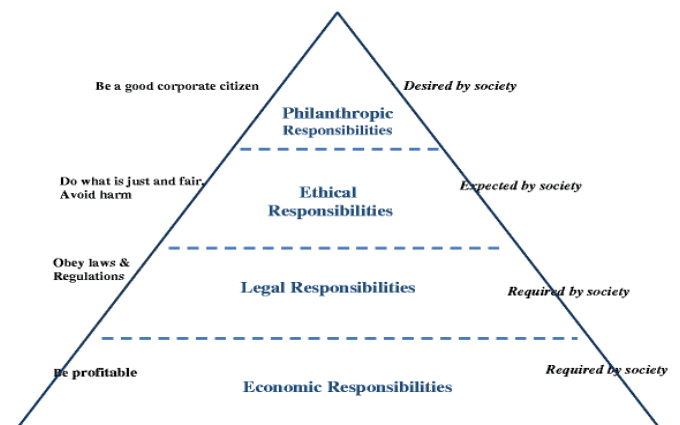 Be a good corporate citizen
Desired by society
Philanthropic
Responsibilities
Do what is just and fair,
Avoid harm
Expected by society
Ethical
Responsibilities
Obey laws &
Regulations
Legal Responsibilities
Required by society
Be profitable
Required by society
Economic Responsibilities